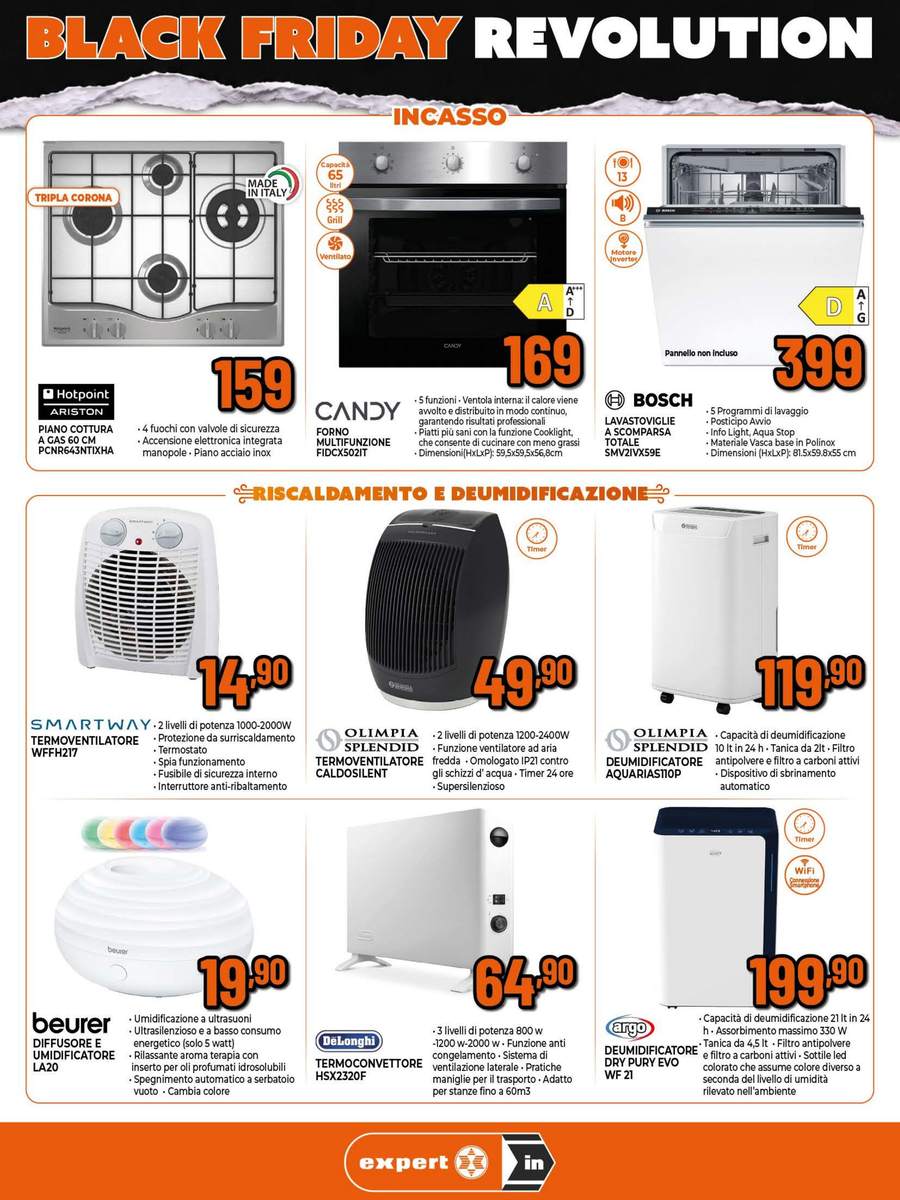 BLACK FRIDAY REVOLUTION
INCASSO
TRIPLA CORONA
MADE
IN ITALY
159
Hotpoint
ARISTON
PIANO COTTURA
A GAS 60 CM
PCNR643NTIXHA
• 4 fuochi con valvole di sicurezza
• Accensione elettronica integrata
manopole • Piano acciaio inox
Capacità
65
litri
Grill
Ventilato
CANDY
A
A+++
↑
D
169
CANDY
FORNO
MULTIFUNZIONE
FIDCX502IT
• 5 funzioni • Ventola interna: il calore viene
avvolto e distribuito in modo continuo,
garantendo risultati professionali
• Piatti più sani con la funzione Cooklight,
che consente di cucinare con meno grassi
• Dimensioni(HxLxP): 59,5x59,5x56,8cm
13
B
Motore
Inverter
BOSCH
D
A
↑
G
Pannello non incluso
399
BOSCH
LAVASTOVIGLIE
A SCOMPARSA
TOTALE
SMV2IVX59E
• 5 Programmi di lavaggio
• Posticipo Avvio
• Info Light, Aqua Stop
• Materiale Vasca base in Polinox
• Dimensioni (HxLxP): 81.5x59.8x55 cm
RISCALDAMENTO E DEUMIDIFICAZIONE
SMARTWAY
14,90
SMARTWAY
TERMOVENTILATORE
WFFH217
• 2 livelli di potenza 1000-2000W
• Protezione da surriscaldamento
• Termostato
• Spia funzionamento
• Fusibile di sicurezza interno
• Interruttore anti-ribaltamento
Timer
49,90
OLIMPIA
SPLENDID
TERMOVENTILATORE
CALDOSILENT
• 2 livelli di potenza 1200-2400W
• Funzione ventilatore ad aria
fredda • Omologato IP21 contro
gli schizzi d' acqua • Timer 24 ore
• Supersilenzioso
Timer
119,90
OLIMPIA
SPLENDID
DEUMIDIFICATORE
AQUARIAS110P
• Capacità di deumidificazione
10 lt in 24 h • Tanica da 2lt • Filtro
antipolvere e filtro a carboni attivi
• Dispositivo di sbrinamento
automatico
beurer
19,90
beurer
DIFFUSORE E
UMIDIFICATORE
LA20
• Umidificazione a ultrasuoni
• Ultrasilenzioso e a basso consumo
energetico (solo 5 watt)
• Rilassante aroma terapia con
inserto per oli profumati idrosolubili
• Spegnimento automatico a serbatoio
vuoto • Cambia colore
64,90
DēLonghi
TERMOCONVETTORE
HSX2320F
• 3 livelli di potenza 800 w
-1200 w-2000 w • Funzione anti
congelamento • Sistema di
ventilazione laterale • Pratiche
maniglie per il trasporto • Adatto
per stanze fino a 60m3
Timer
WiFi
Connessione
Smartphone
199,90
argo
DEUMIDIFICATORE
DRY PURY EVO
WF 21
• Capacità di deumidificazione 21 lt in 24
h • Assorbimento massimo 330 W
• Tanica da 4,5 lt • Filtro antipolvere
e filtro a carboni attivi • Sottile led
colorato che assume colore diverso a
seconda del livello di umidità
rilevato nell'ambiente
expert in